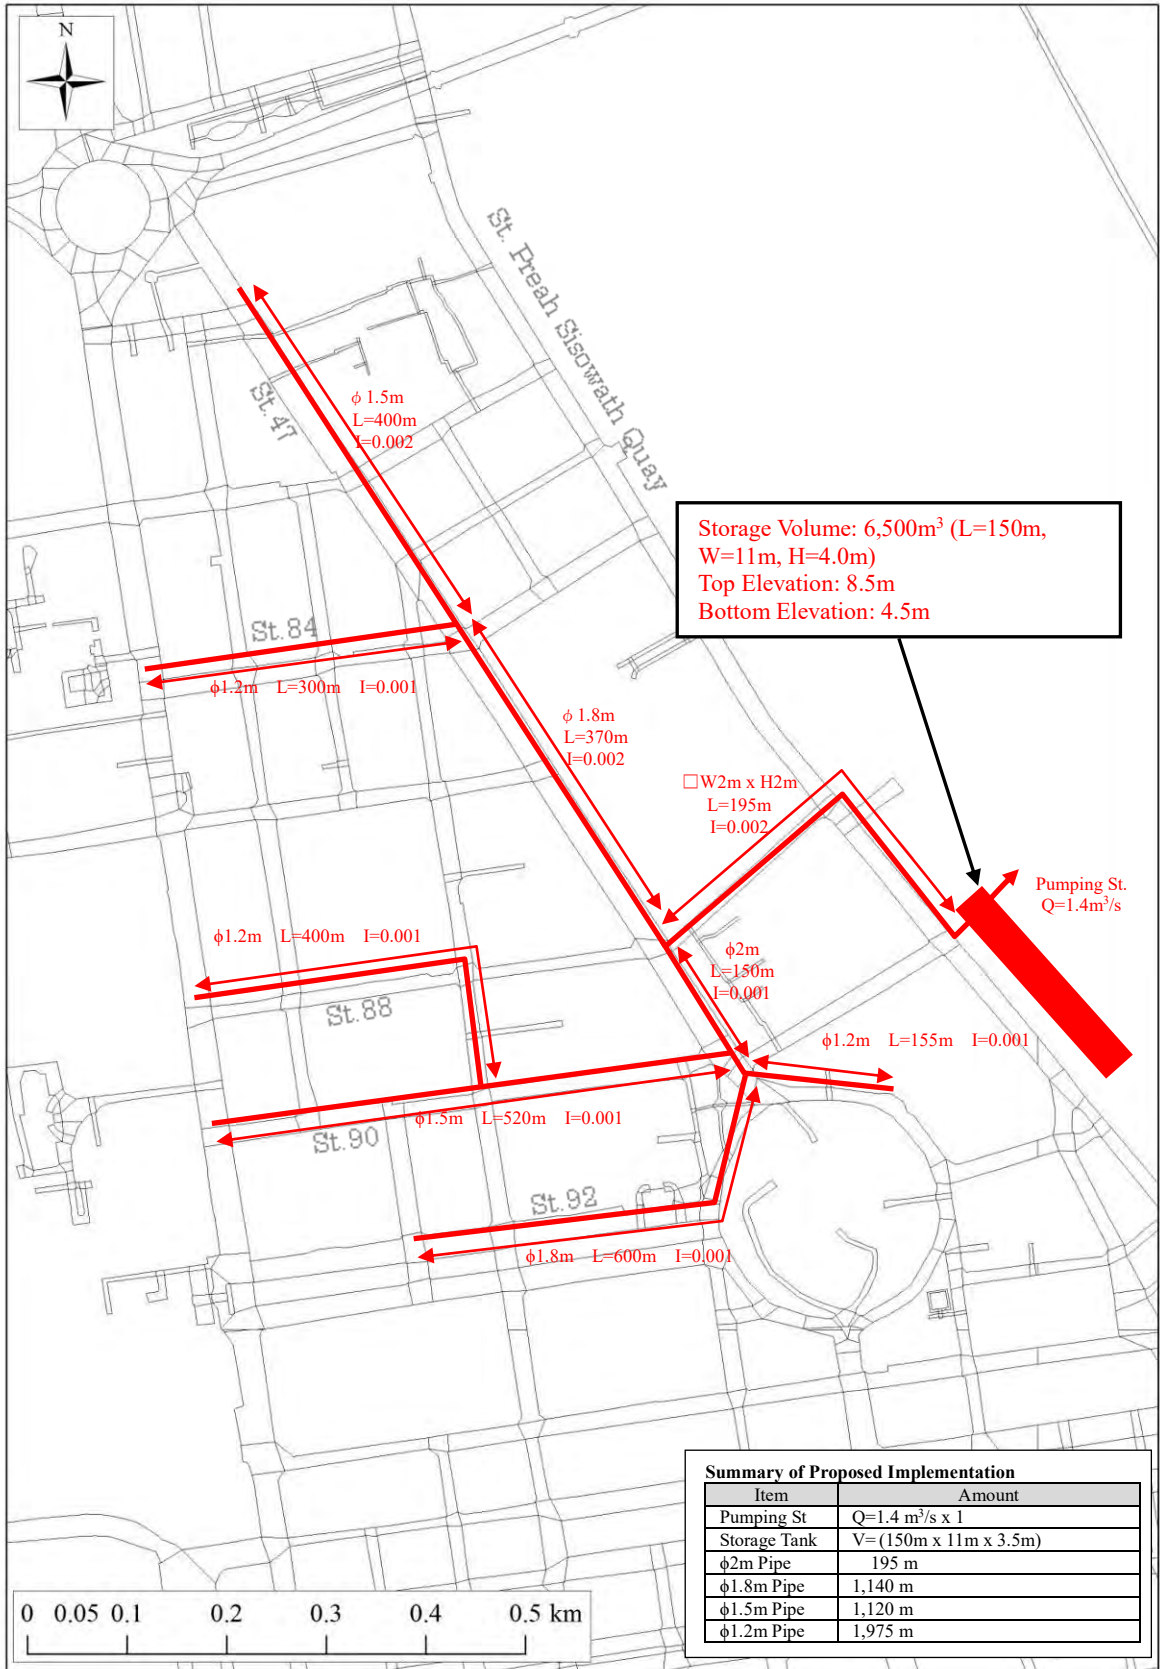 N
St. Preah Sisowath Quay
St.47
ϕ 1.5m
L=400m
I=0.002
Storage Volume: 6,500m³ (L=150m,
W=11m, H=4.0m)
Top Elevation: 8.5m
Bottom Elevation: 4.5m
St.84
ϕ1.2m L=300m I=0.001
ϕ 1.8m
L=370m
I=0.002
□W2m x H2m
L=195m
I=0.002
Pumping St.
Q=1.4m³/s
ϕ1.2m L=400m I=0.001
ϕ2m
L=150m
I=0.001
St.88
ϕ1.2m L=155m I=0.001
ϕ1.5m L=520m I=0.001
St.90
St.92
ϕ1.8m L=600m I=0.001
Summary of Proposed Implementation
Item Amount
Pumping St Q=1.4 m³/s x 1
Storage Tank V= (150m x 11m x 3.5m)
ϕ2m Pipe 195 m
ϕ1.8m Pipe 1,140 m
ϕ1.5m Pipe 1,120 m
ϕ1.2m Pipe 1,975 m
0 0.05 0.1 0.2 0.3 0.4 0.5 km